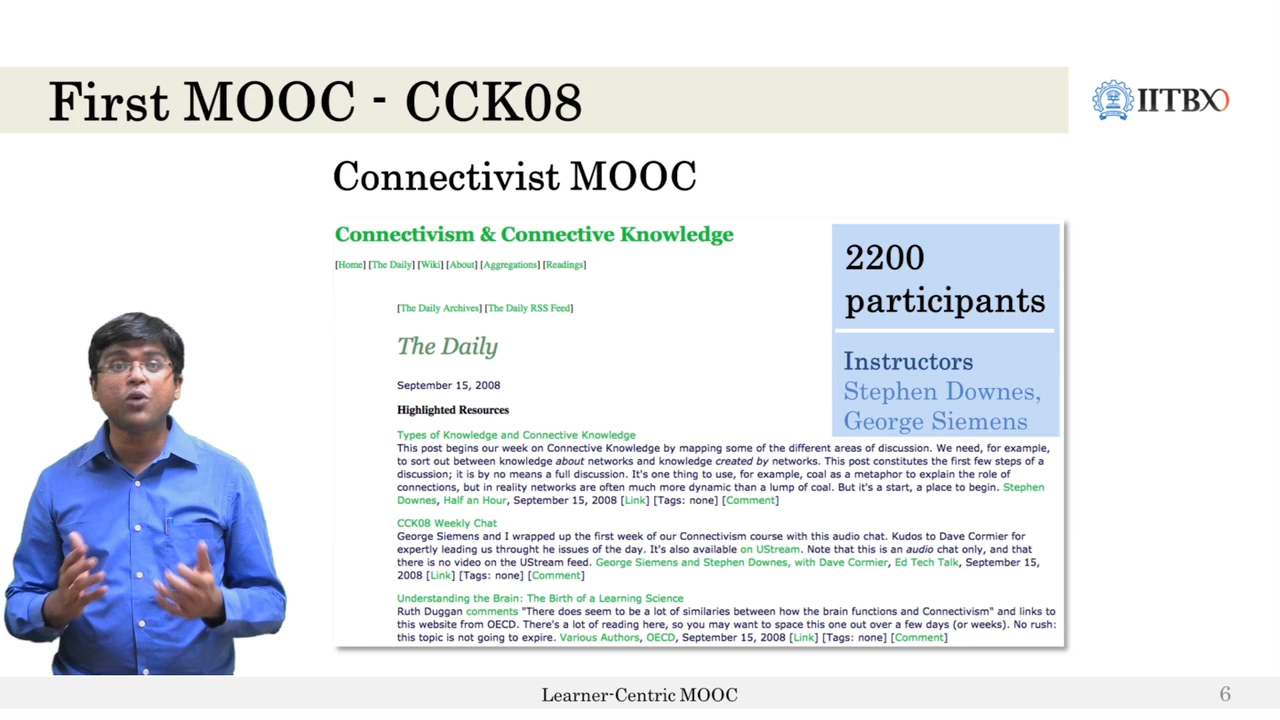 First MOOC - CCK08
IITBX
Connectivist MOOC
Connectivism & Connective Knowledge
[Home] [The Daily] [Wiki] [About] [Aggregations] [Readings]
[The Daily Archives] [The Daily RSS Feed]
The Daily
September 15, 2008
Highlighted Resources
2200
participants
Instructors
Stephen Downes,
George Siemens
Types of Knowledge and Connective Knowledge
This post begins our week on Connective Knowledge by mapping some of the different areas of discussion. We need, for example,
to sort out between knowledge about networks and knowledge created by networks. This post constitutes the first few steps of a
discussion; it is by no means a full discussion. It's one thing to use, for example, coal as a metaphor to explain the role of
connections, but in reality networks are often much more dynamic than a lump of coal. But it's a start, a place to begin. Stephen
Downes, Half an Hour, September 15, 2008 [Link] [Tags: none] [Comment]
CCK08 Weekly Chat
George Siemens and I wrapped up the first week of our Connectivism course with this audio chat. Kudos to Dave Cormier for
expertly leading us throught he issues of the day. It's also available on UStream. Note that this is an audio chat only, and that
there is no video on the UStream feed. George Siemens and Stephen Downes, with Dave Cormier, Ed Tech Talk, September 15,
2008 [Link] [Tags: none] [Comment]
Understanding the Brain: The Birth of a Learning Science
Ruth Duggan comments "There does seem to be a lot of similaries between how the brain functions and Connectivism" and links to
this website from OECD. There's a lot of reading here, so you may want to space this one out over a few days (or weeks). No rush:
this topic is not going to expire. Various Authors, OECD, September 15, 2008 [Link] [Tags: none] [Comment]
Learner-Centric MOOC
6